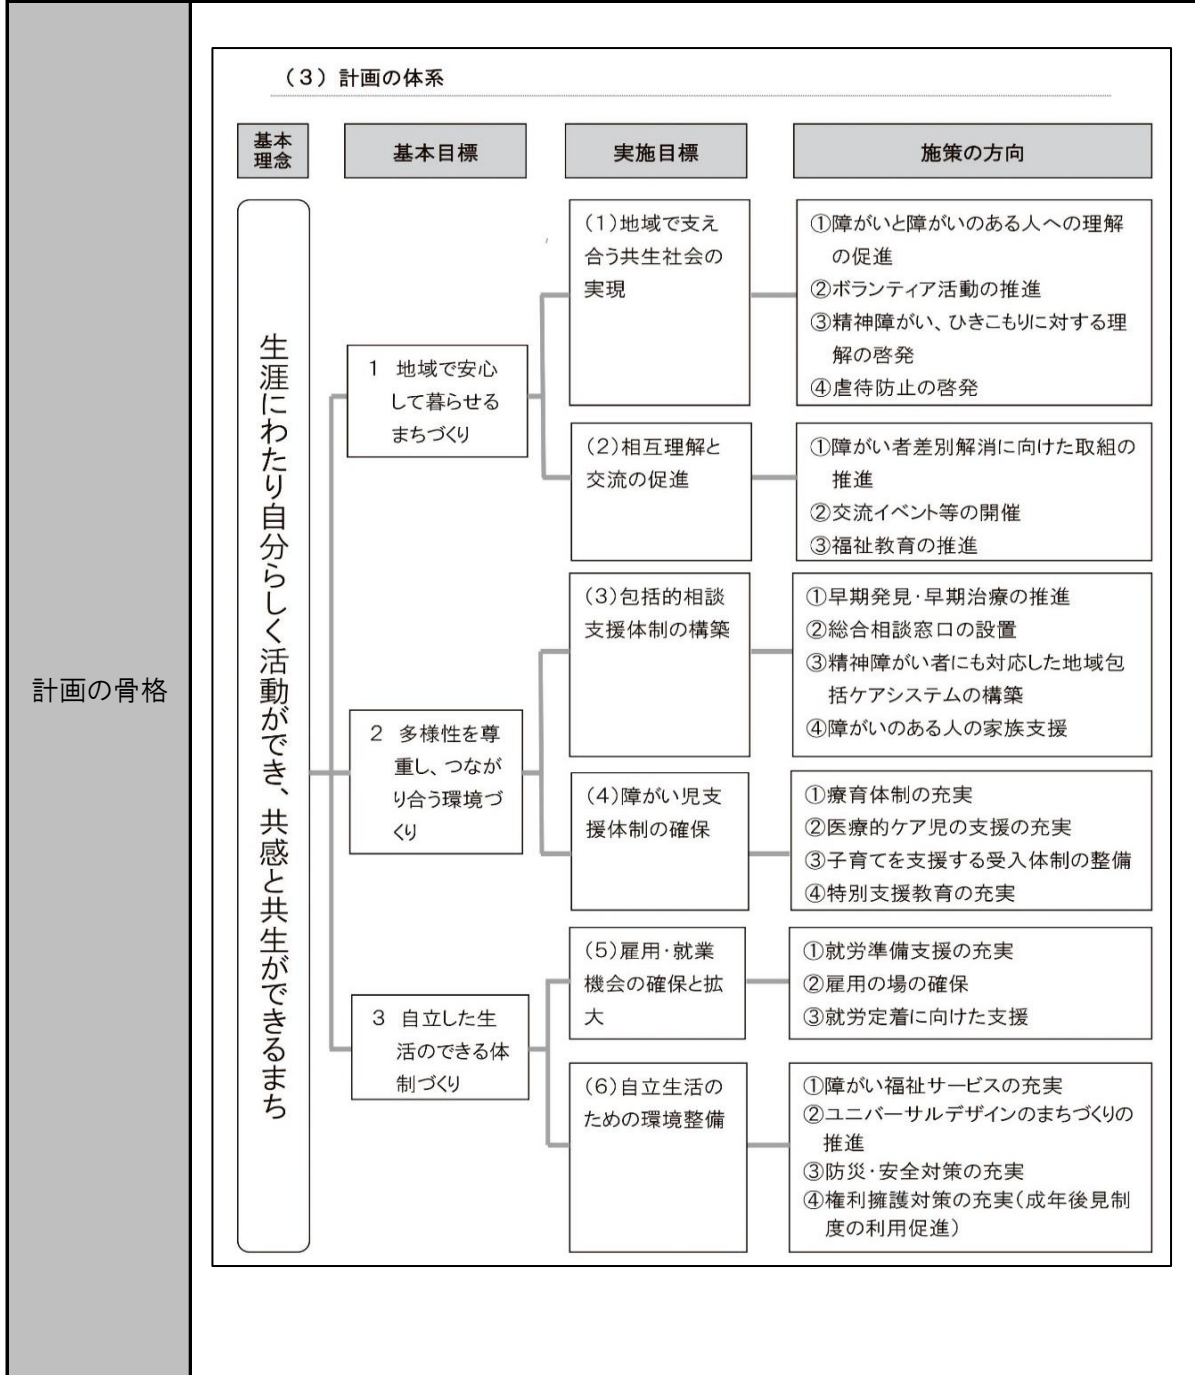 計画の骨格
(3)計画の体系
基本
理念
基本目標
実施目標
施策の方向
生涯にわたり自分らしく活動ができ、共感と共生ができるまち
1 地域で安心
して暮らせる
まちづくり
(1)地域で支え
合う共生社会の
実現
①障がいと障がいのある人への理解
の促進
②ボランティア活動の推進
③精神障がい、ひきこもりに対する理
解の啓発
④虐待防止の啓発
(2)相互理解と
交流の促進
①障がい者差別解消に向けた取組の
推進
②交流イベント等の開催
③福祉教育の推進
2 多様性を尊
重し、つながり
り合う環境づ
くり
(3)包括的相談
支援体制の構築
①早期発見・早期治療の推進
②総合相談窓口の設置
③精神障がい者にも対応した地域包
括ケアシステムの構築
④障がいのある人の家族支援
(4)障がい児支
援体制の確保
①療育体制の充実
②医療的ケア児の支援の充実
③子育てを支援する受入体制の整備
④特別支援教育の充実
3 自立した生
活のできる体
制づくり
(5)雇用・就業
機会の確保と拡
大
①就労準備支援の充実
②雇用の場の確保
③就労定着に向けた支援
(6)自立生活の
ための環境整備
①障がい福祉サービスの充実
②ユニバーサルデザインのまちづくりの
推進
③防災・安全対策の充実
④権利擁護対策の充実(成年後見制
度の利用促進)